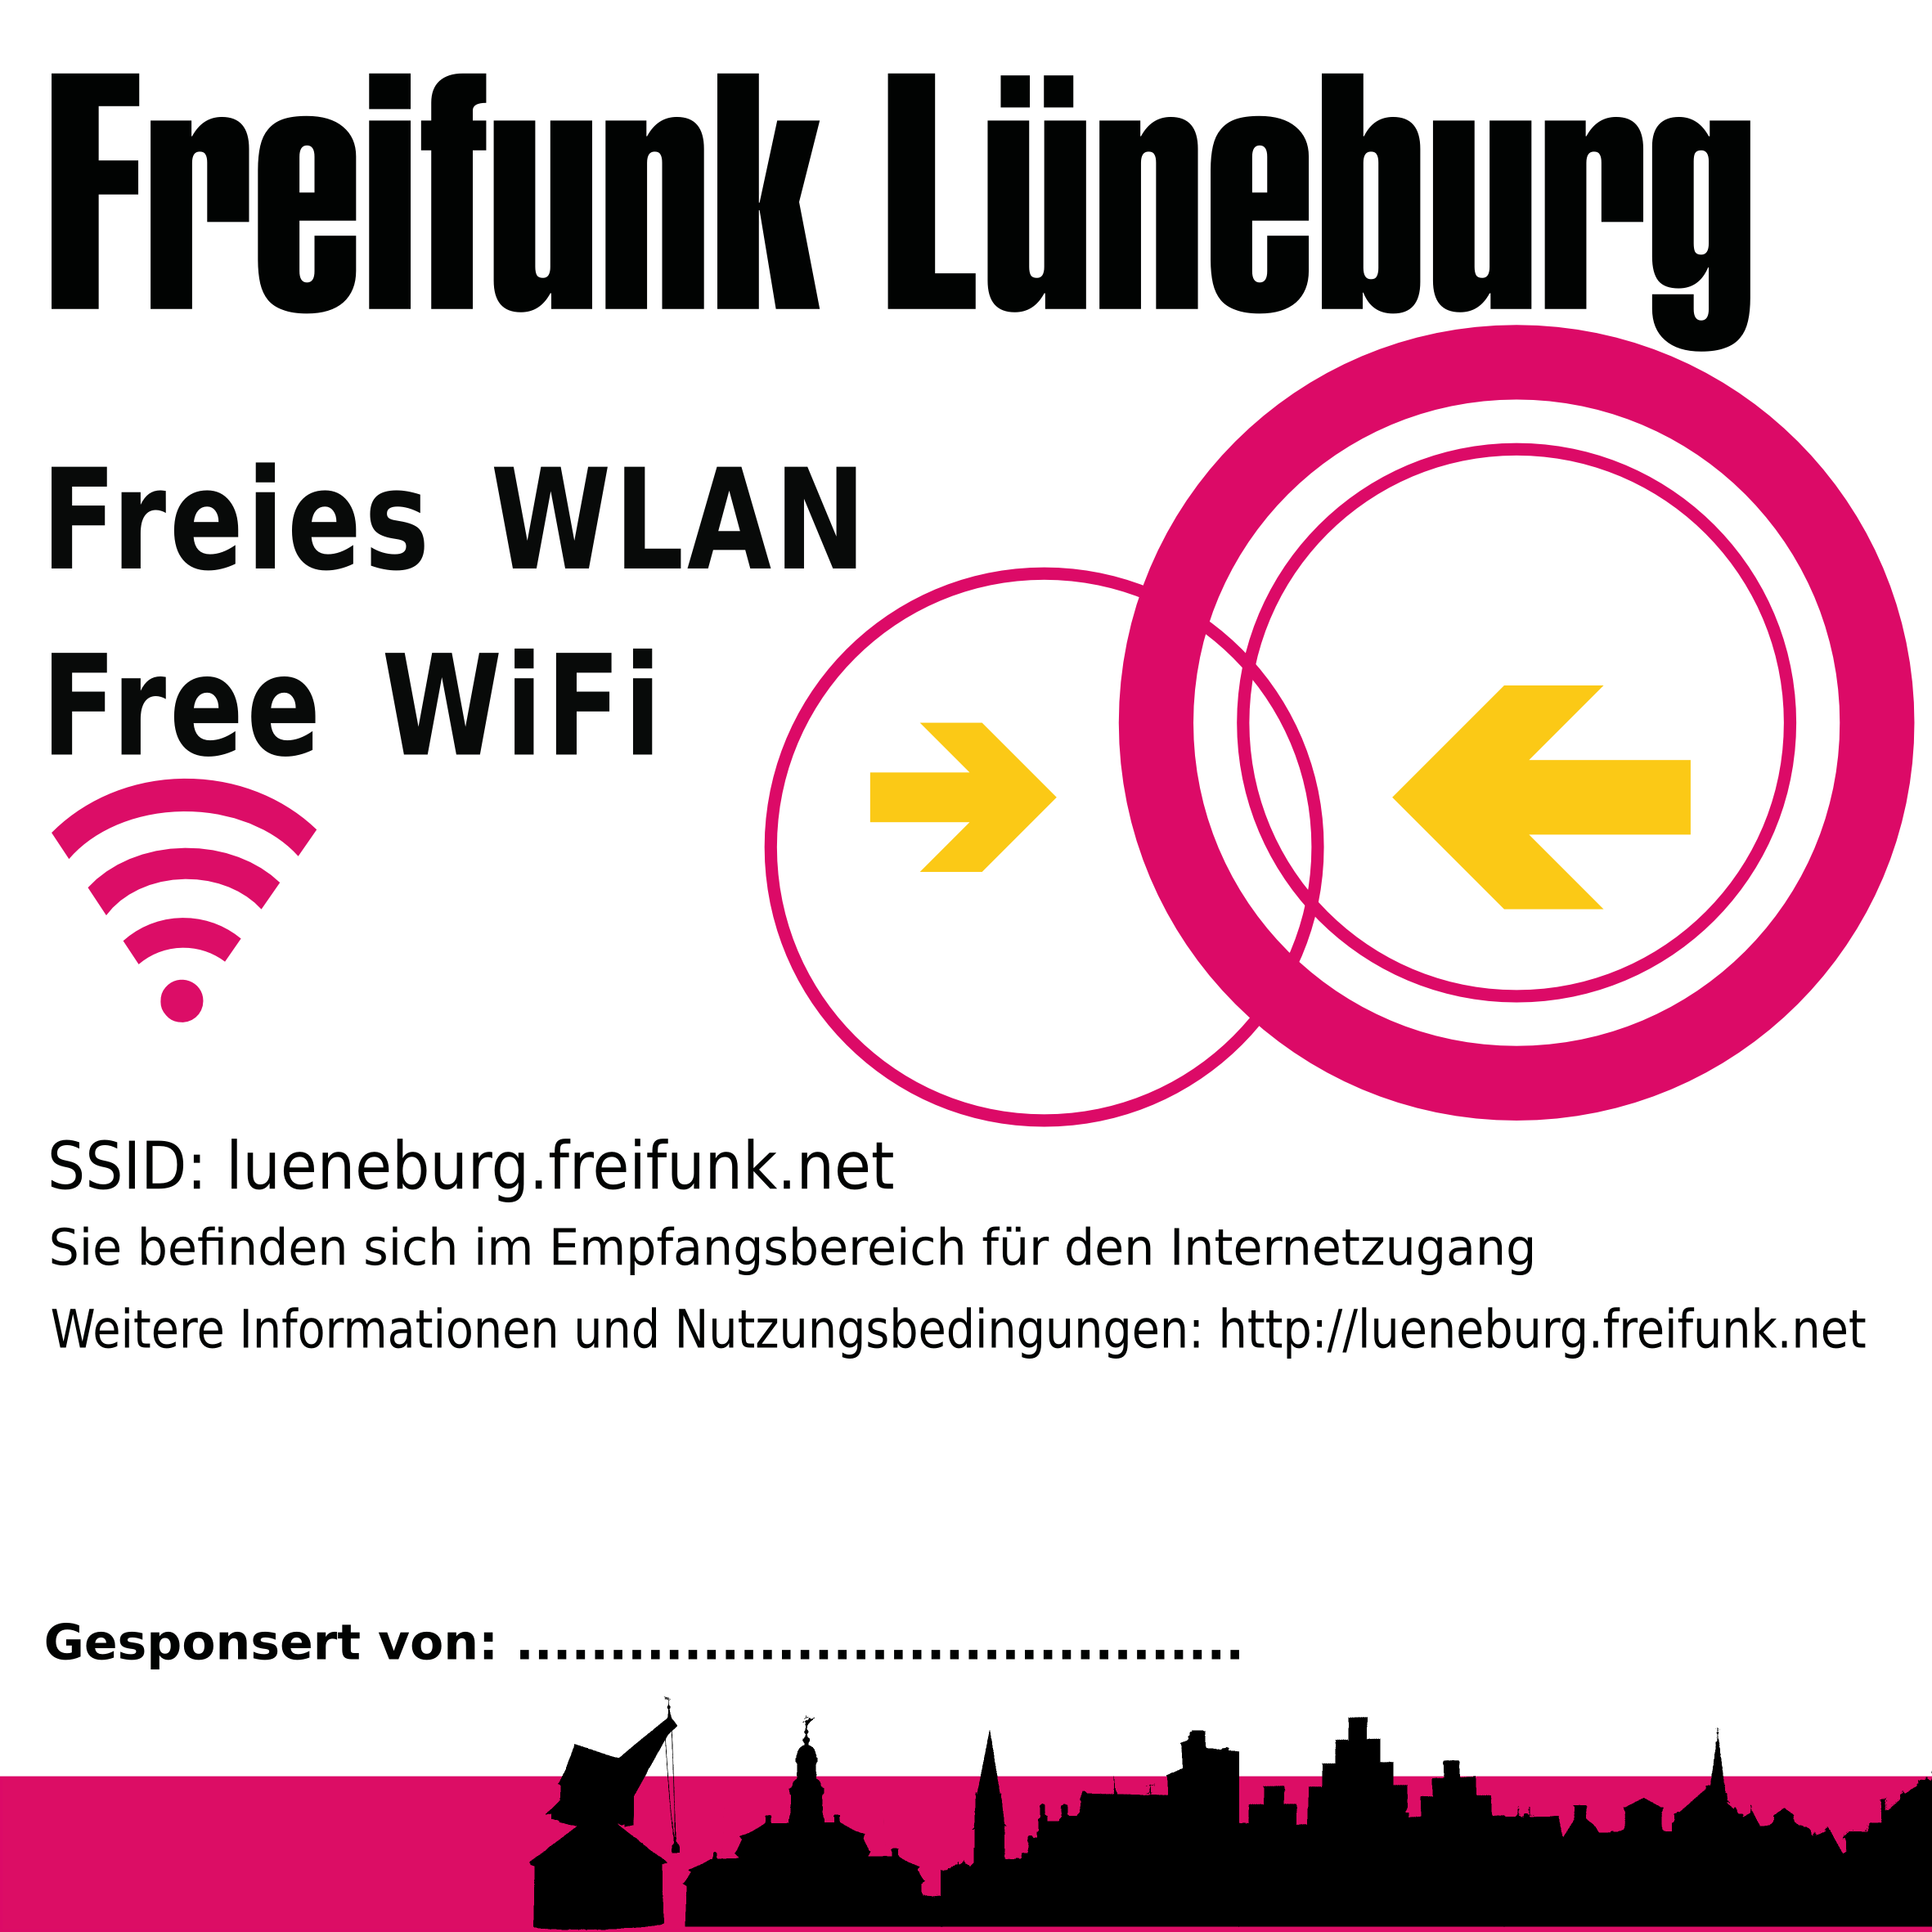 Freifunk Lüneburg
Freies WLAN
Free WiFi
SSID: lueneburg.freifunk.net
Sie befinden sich im Empfangsbereich für den Internetzugang
Weitere Informationen und Nutzungsbedingungen: http://lueneburg.freifunk.net
Gesponsert von: .......................................